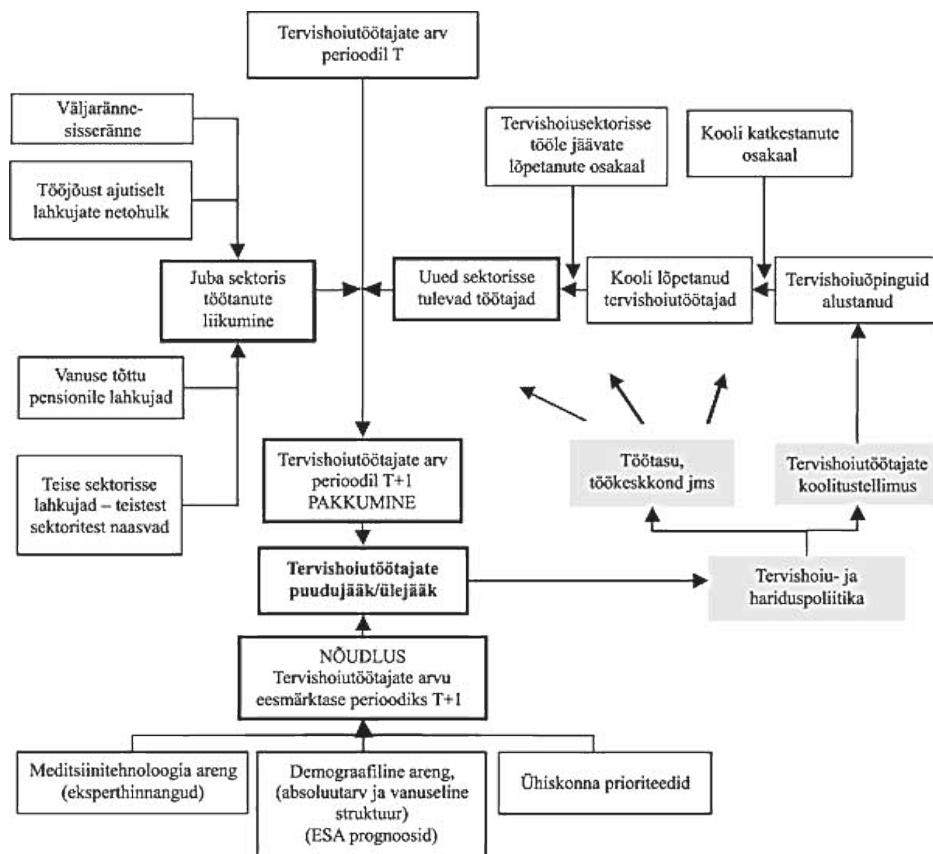 Tervishoiutöötajate arv
perioodil T
Väljaränne-
sisseränne
Tööjõust ajutiselt
lahkujate netohulk
Tervishoiusektorisse
tööle jäävate
lõpetanute osakaal
Kooli katkestanute
osakaal
Juba sektoris
töötanute
liikumine
Uued sektorisse
tulevad töötajad
Kooli lõpetanud
tervishoiutöötajad
Tervishoiuõpinguid
alustanud
Vanuse tõttu
pensionile lahkujad
Teise sektorisse
lahkujad – teistest
sektoritest naasvad
Tervishoiutöötajate arv
perioodil T+1
PAKKUMINE
Töötasu,
töökeskkond jms
Tervishoiutöötajate
koolitustellimus
Tervishoiutöötajate
puudujääk/ülejääk
Tervishoiu- ja
hariduspoliitika
NÕUDLUS
Tervishoiutöötajate arvu
eesmärktase perioodiks T+1
Meditsiinitehnoloogia areng
(eksperthinnangud)
Demograafiline areng,
(absoluutarv ja vanuseline
struktuur)
(ESA prognoosid)
Ühiskonna prioriteedid